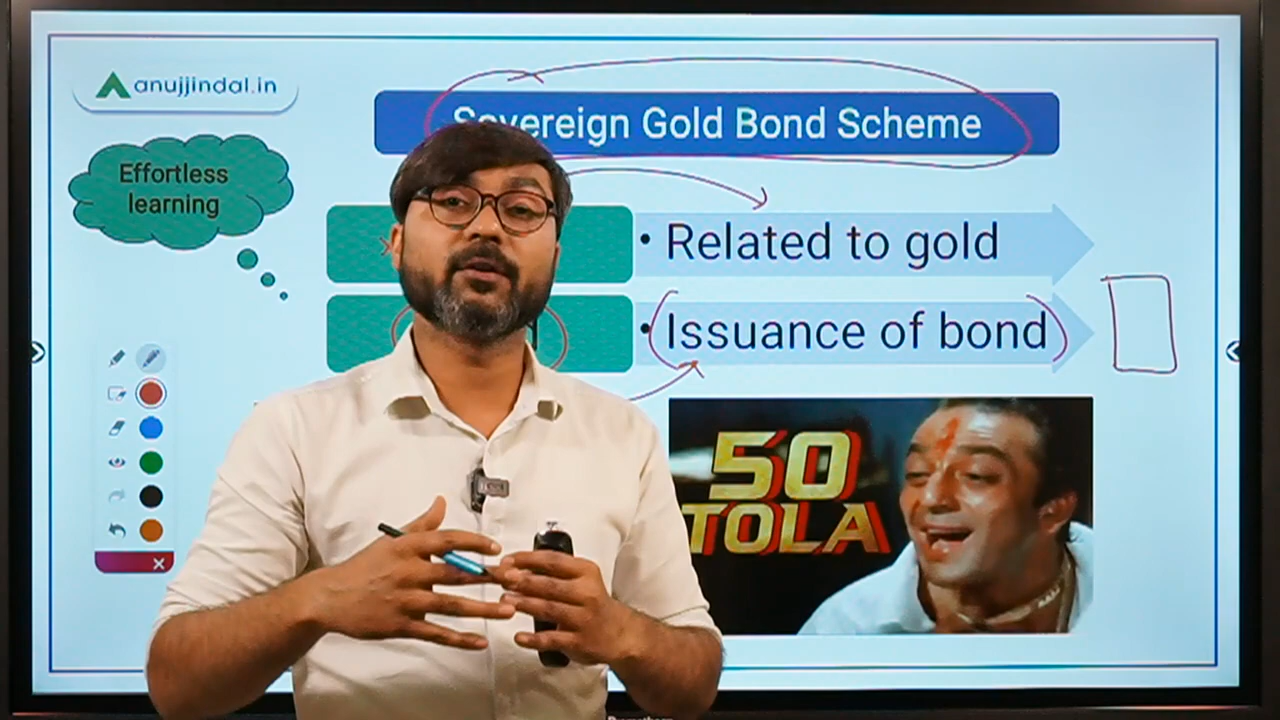 anujjindal.in
Sovereign Gold Bond Scheme
Effortless
learning
• Related to gold
• Issuance of bond
50
TOLA